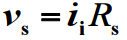 v_s = i_i R_s